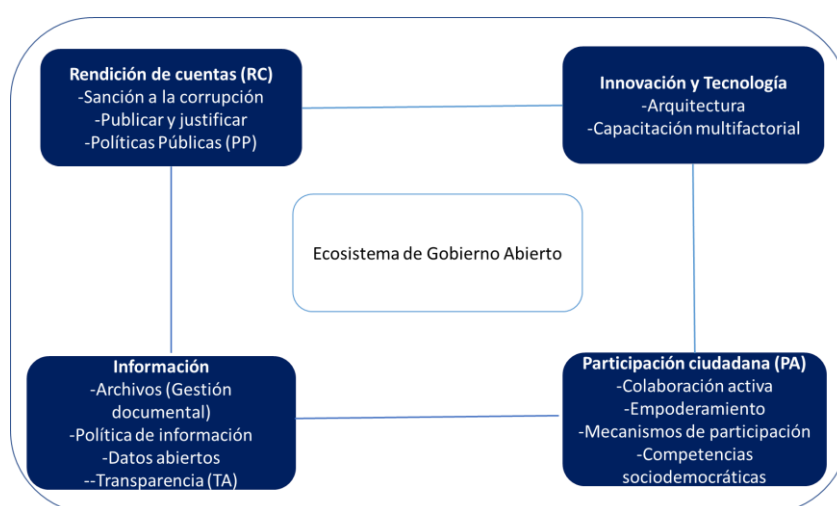 Rendición de cuentas (RC)
-Sanción a la corrupción
-Publicar y justificar
-Políticas Públicas (PP)
Innovación y Tecnología
-Arquitectura
-Capacitación multifactorial
Ecosistema de Gobierno Abierto
Información
-Archivos (Gestión
documental)
-Política de información
-Datos abiertos
--Transparencia (TA)
Participación ciudadana (PA)
-Colaboración activa
-Empoderamiento
-Mecanismos de participación
-Competencias
sociodemocráticas